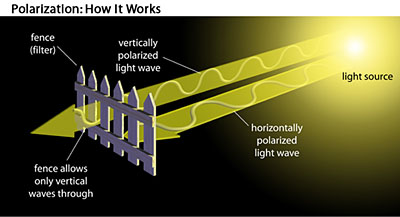 Polarization: How It Works
fence
(filter)
vertically
polarized
light wave
light source
horizontally
polarized
light wave
fence allows
only vertical
waves through